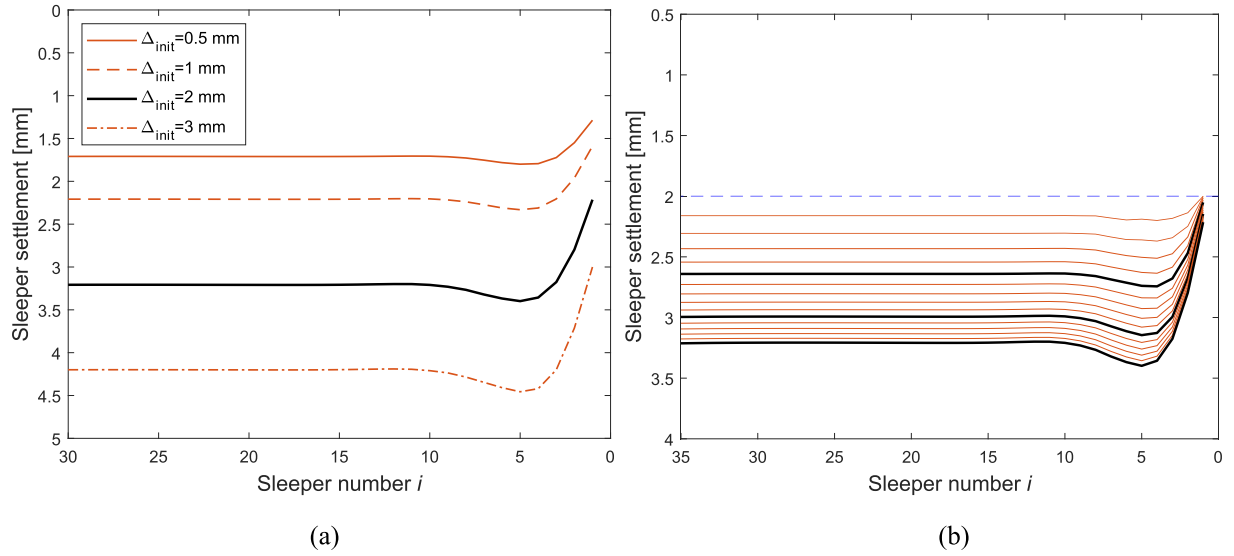 0
0.5
1
1.5
2
2.5
3
3.5
4
4.5
5
Sleeper settlement [mm]
Δinit=0.5 mm
Δinit=1 mm
Δinit=2 mm
Δinit=3 mm
30 25 20 15 10 5 0
Sleeper number i
(a)
0.5
1
1.5
2
2.5
3
3.5
4
Sleeper settlement [mm]
35 30 25 20 15 10 5 0
Sleeper number i
(b)